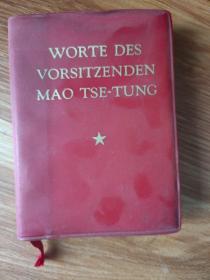 WORTE DES
VORSITZENDEN
MAO TSE-TUNG